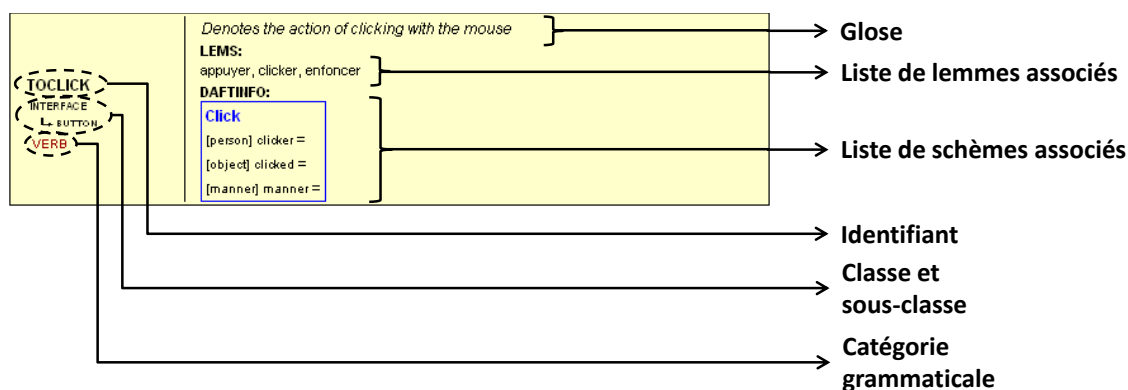 Denotes the action of clicking with the mouse
LEMS:
appuyer, clicker, enfoncer
DAFTINFO:
Click
[person] clicker =
[object] clicked =
[manner] manner =
TOCLICK
INTERFACE
↳ BUTTON
VERB
Glose
Liste de lemmes associés
Liste de schèmes associés
Identifiant
Classe et
sous-classe
Catégorie
grammaticale